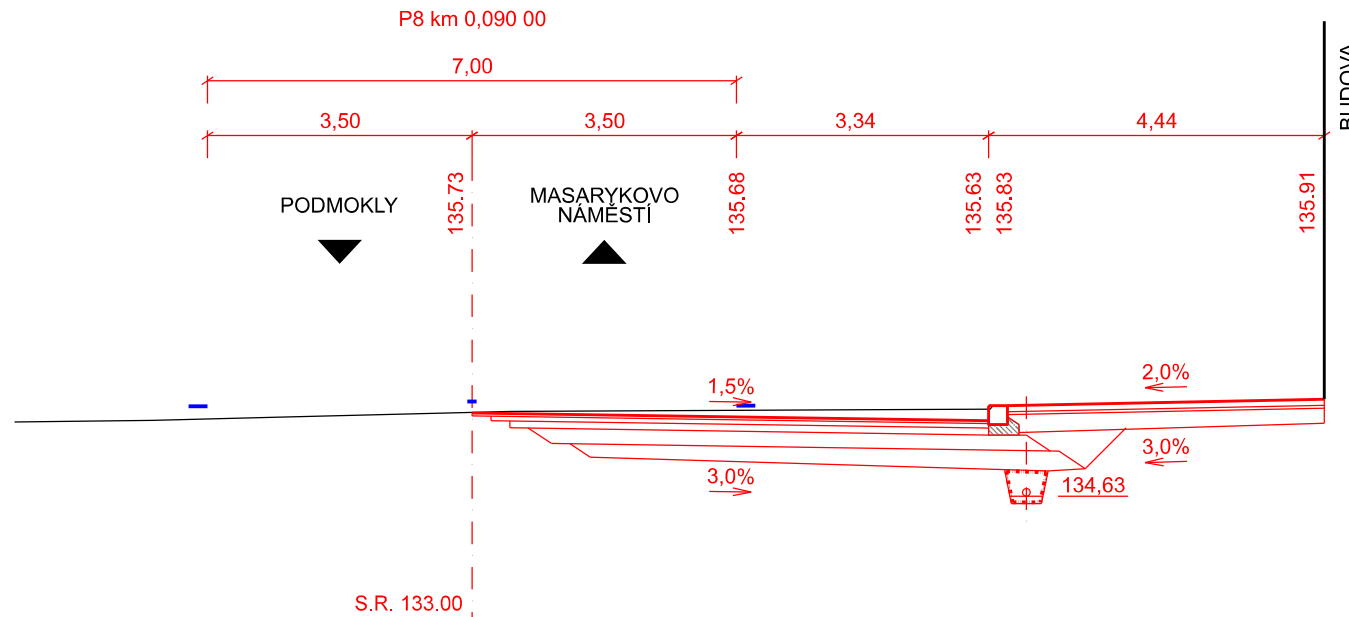 P8 km 0,090 00
7,00
3,50
3,50
3,34
4,44
BUDOVA
135.73
135.68
135.63
135.83
135.91
PODMOKLY
MASARYKOVO
NÁMĚSTÍ
1,5%
2,0%
3,0%
3,0%
134,63
S.R. 133.00